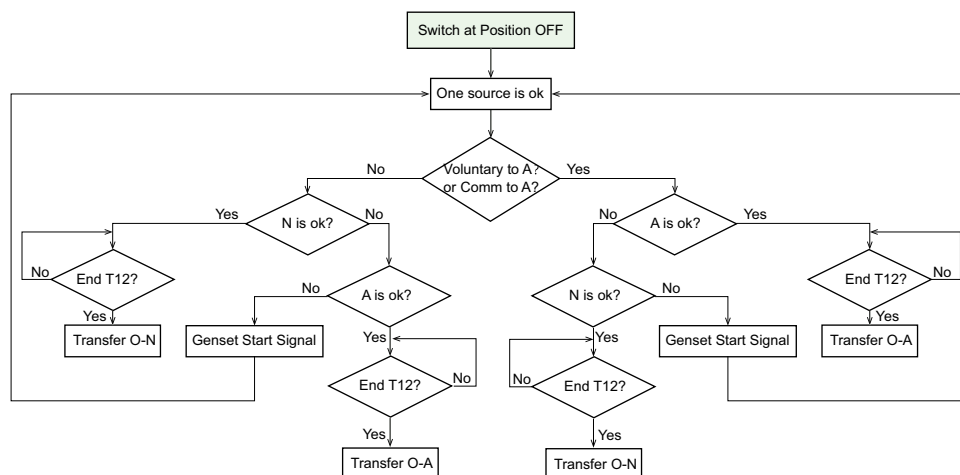 Switch at Position OFF
One source is ok
Voluntary to A?
or Comm to A?
No
Yes
Yes
N is ok?
No
No
A is ok?
Yes
No
End T12?
Yes
Transfer O-N
No
A is ok?
Yes
Genset Start Signal
End T12?
No
Yes
Transfer O-A
No
N is ok?
No
Yes
Genset Start Signal
No
End T12?
Yes
Transfer O-N
End T12?
No
Yes
Transfer O-A